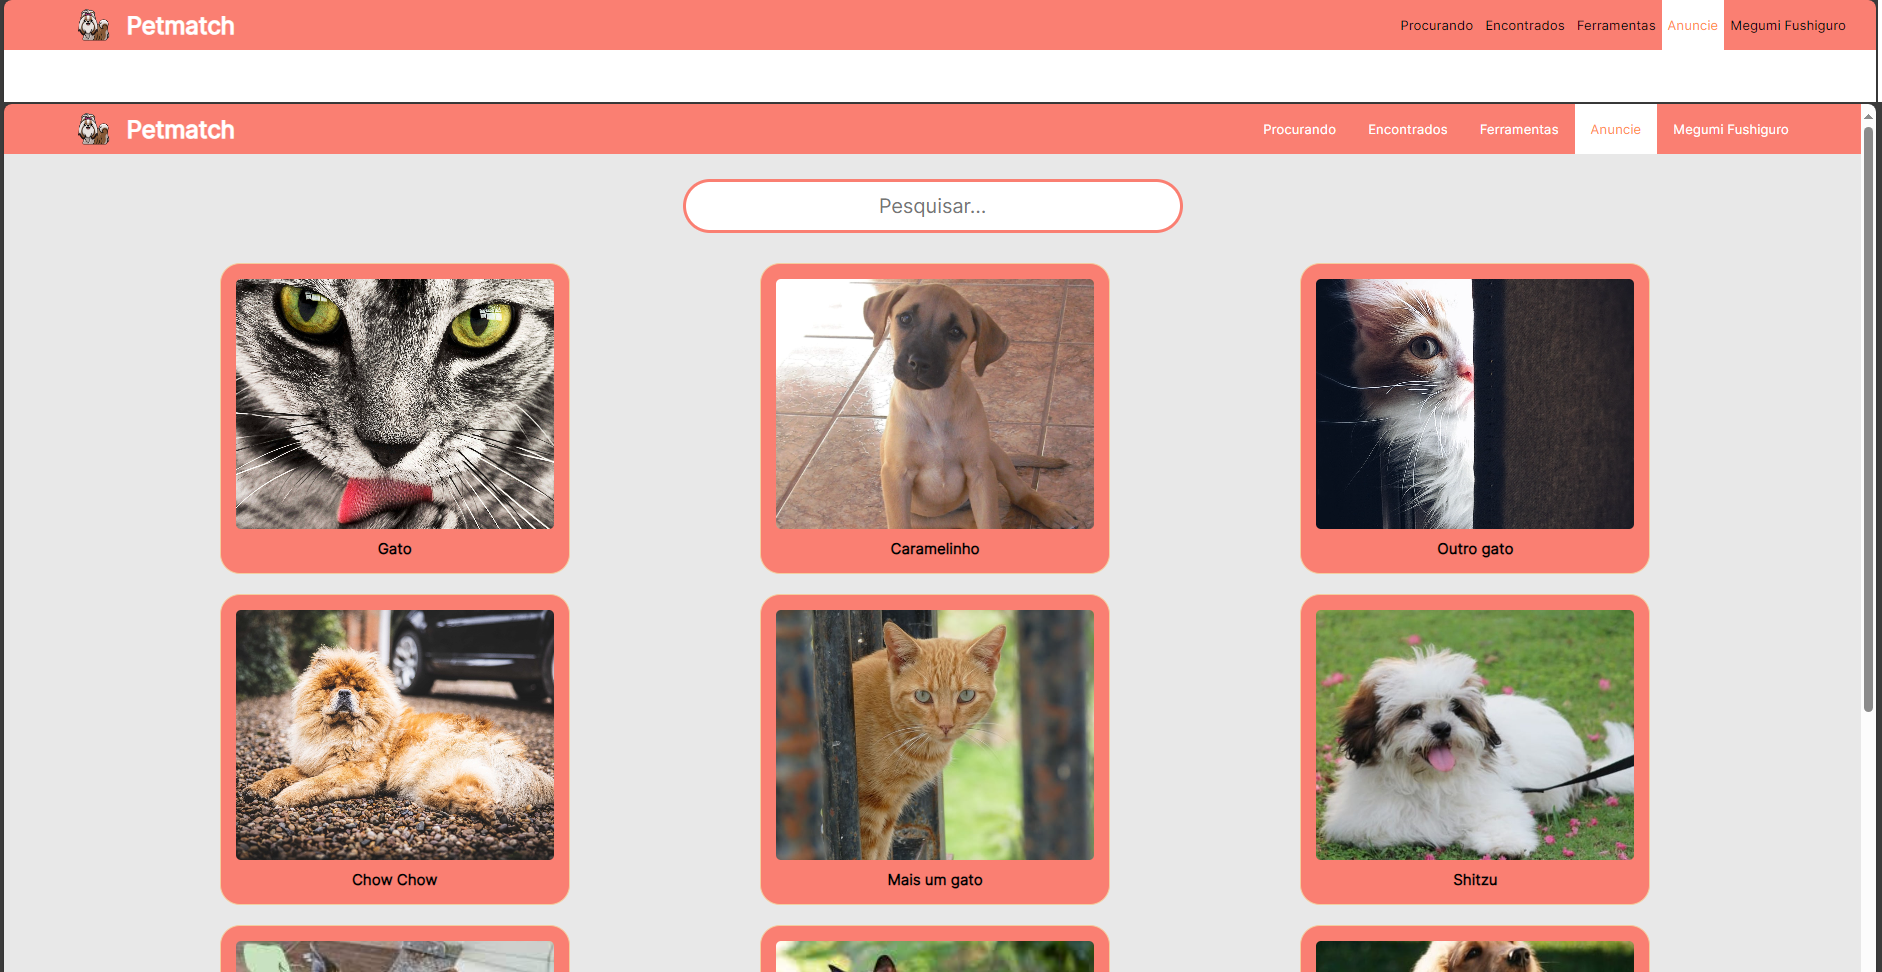 Petmatch Procurando Encontrados Ferramentas Anuncie Megumi Fushiguro
Petmatch Procurando Encontrados Ferramentas Anuncie Megumi Fushiguro
Pesquisar...
Gato Caramelinho Outro gato
Chow Chow Mais um gato Shitzu